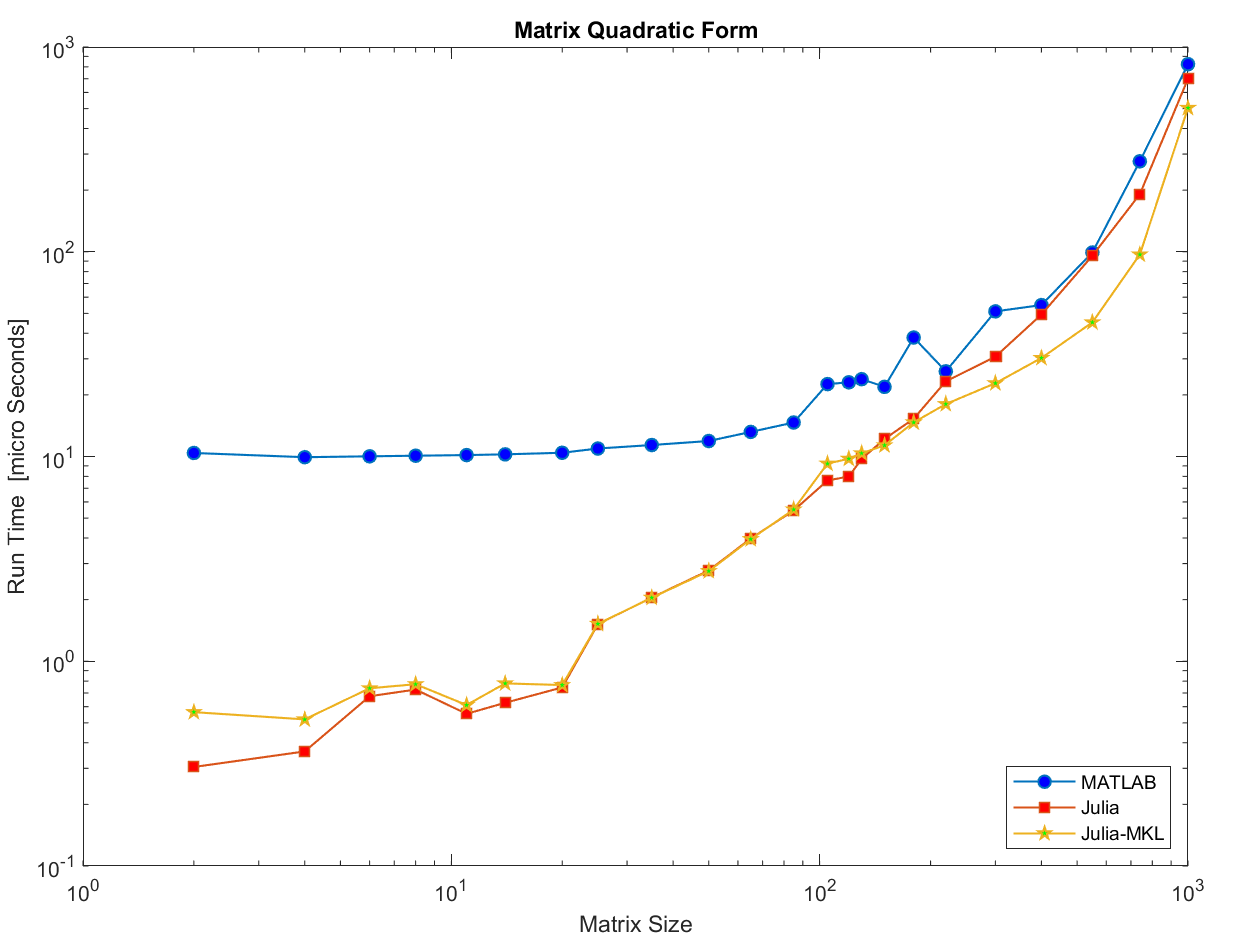 Matrix Quadratic Form
10^3
10^2
10^1
10^0
10^-1
Run Time [micro Seconds]
10^0 10^1 10^2 10^3
Matrix Size
MATLAB
Julia
Julia-MKL